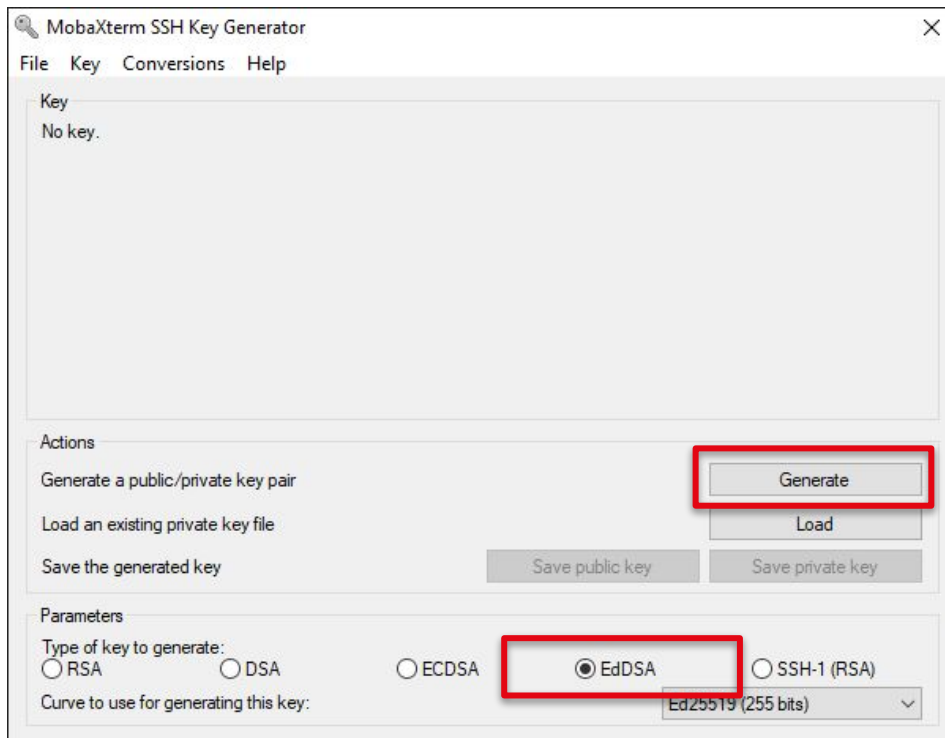 MobaXterm SSH Key Generator
File Key Conversions Help
Key
No key.
Actions
Generate a public/private key pair Generate
Load an existing private key file Load
Save the generated key Save public key Save private key
Parameters
Type of key to generate:
RSA DSA ECDSA EdDSA SSH-1 (RSA)
Curve to use for generating this key: Ed25519 (255 bits)